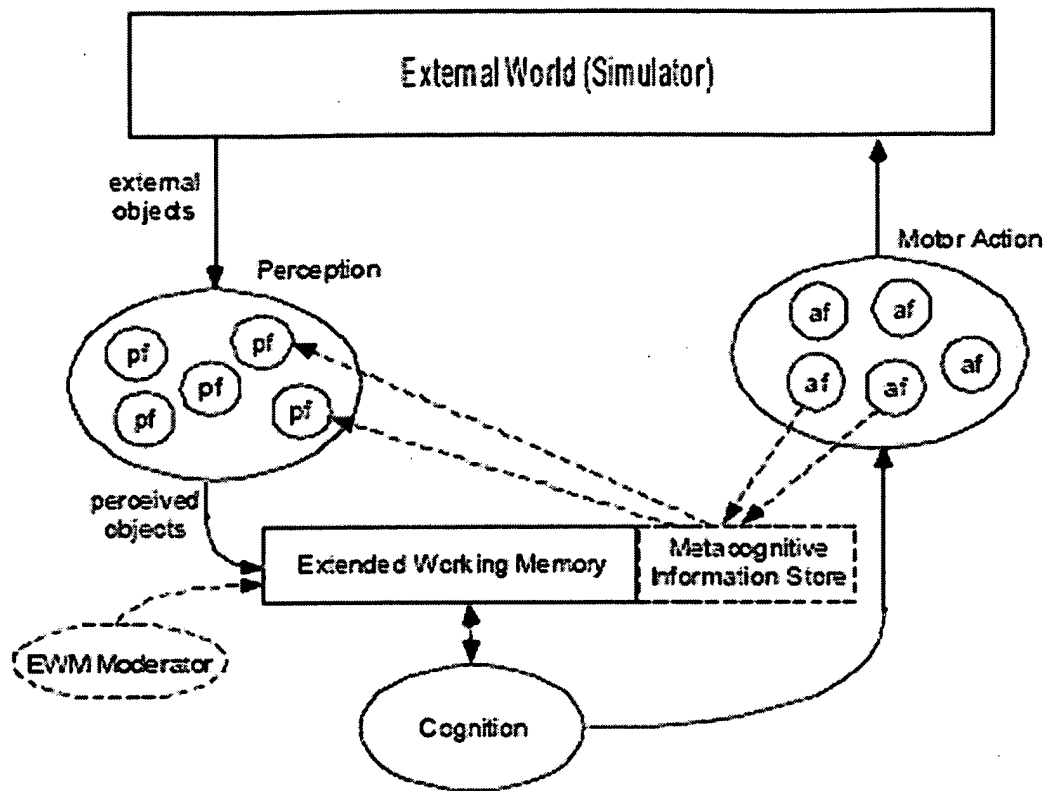 External World (Simulator)
external
objects
Perception
Motor Action
pf
pf
pf
pf
pf
af
af
af
af
af
perceived
objects
Extended Working Memory
Metacognitive
Information Store
EWM Moderator
Cognition